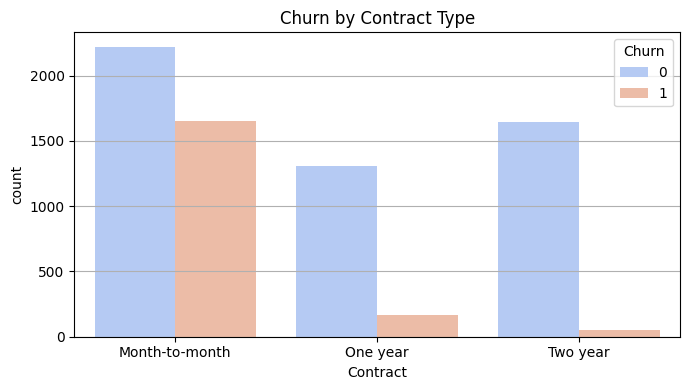 Churn by Contract Type
Churn
0
1
2000
1500
1000
500
0
count
Month-to-month
One year
Two year
Contract